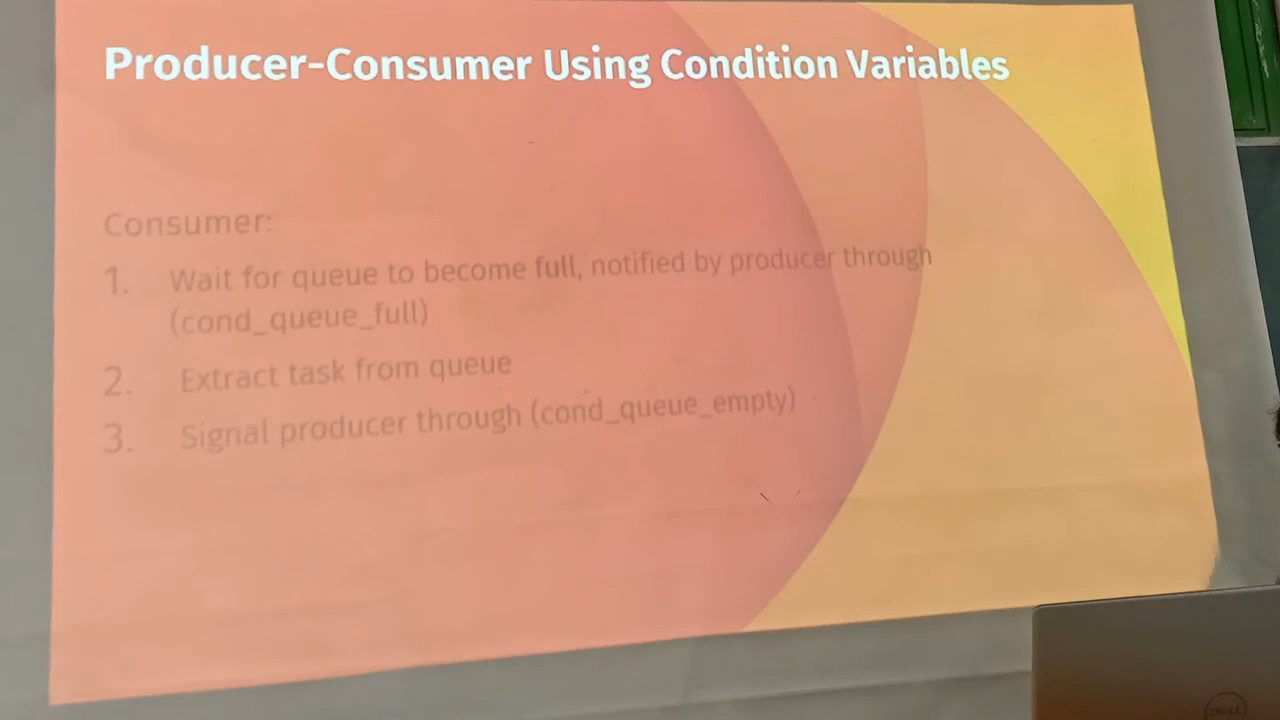 Producer-Consumer Using Condition Variables
Consumer:
1. Wait for queue to become full, notified by producer through
(cond_queue_full)
2. Extract task from queue
3. Signal producer through (cond_queue_empty)
DELL